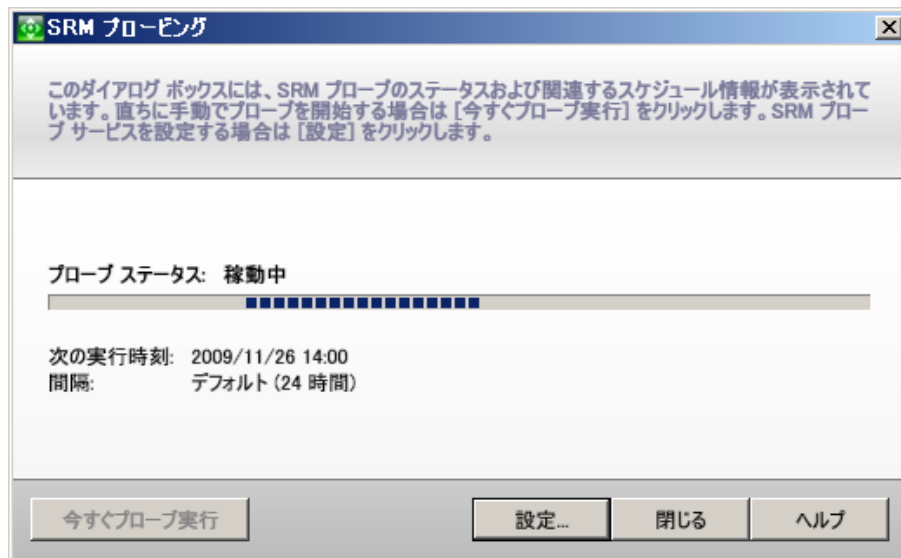 SRM プロービング
このダイアログ ボックスには、SRM プローブのステータスおよび関連するスケジュール情報が表示されて
います。直ちに手動でプローブを開始する場合は [今すぐプローブ実行] をクリックします。SRM プロー
ブ サービスを設定する場合は [設定] をクリックします。
プローブ ステータス: 稼動中
次の実行時刻: 2009/11/26 14:00
間隔: デフォルト (24 時間)
今すぐプローブ実行 設定... 閉じる ヘルプ